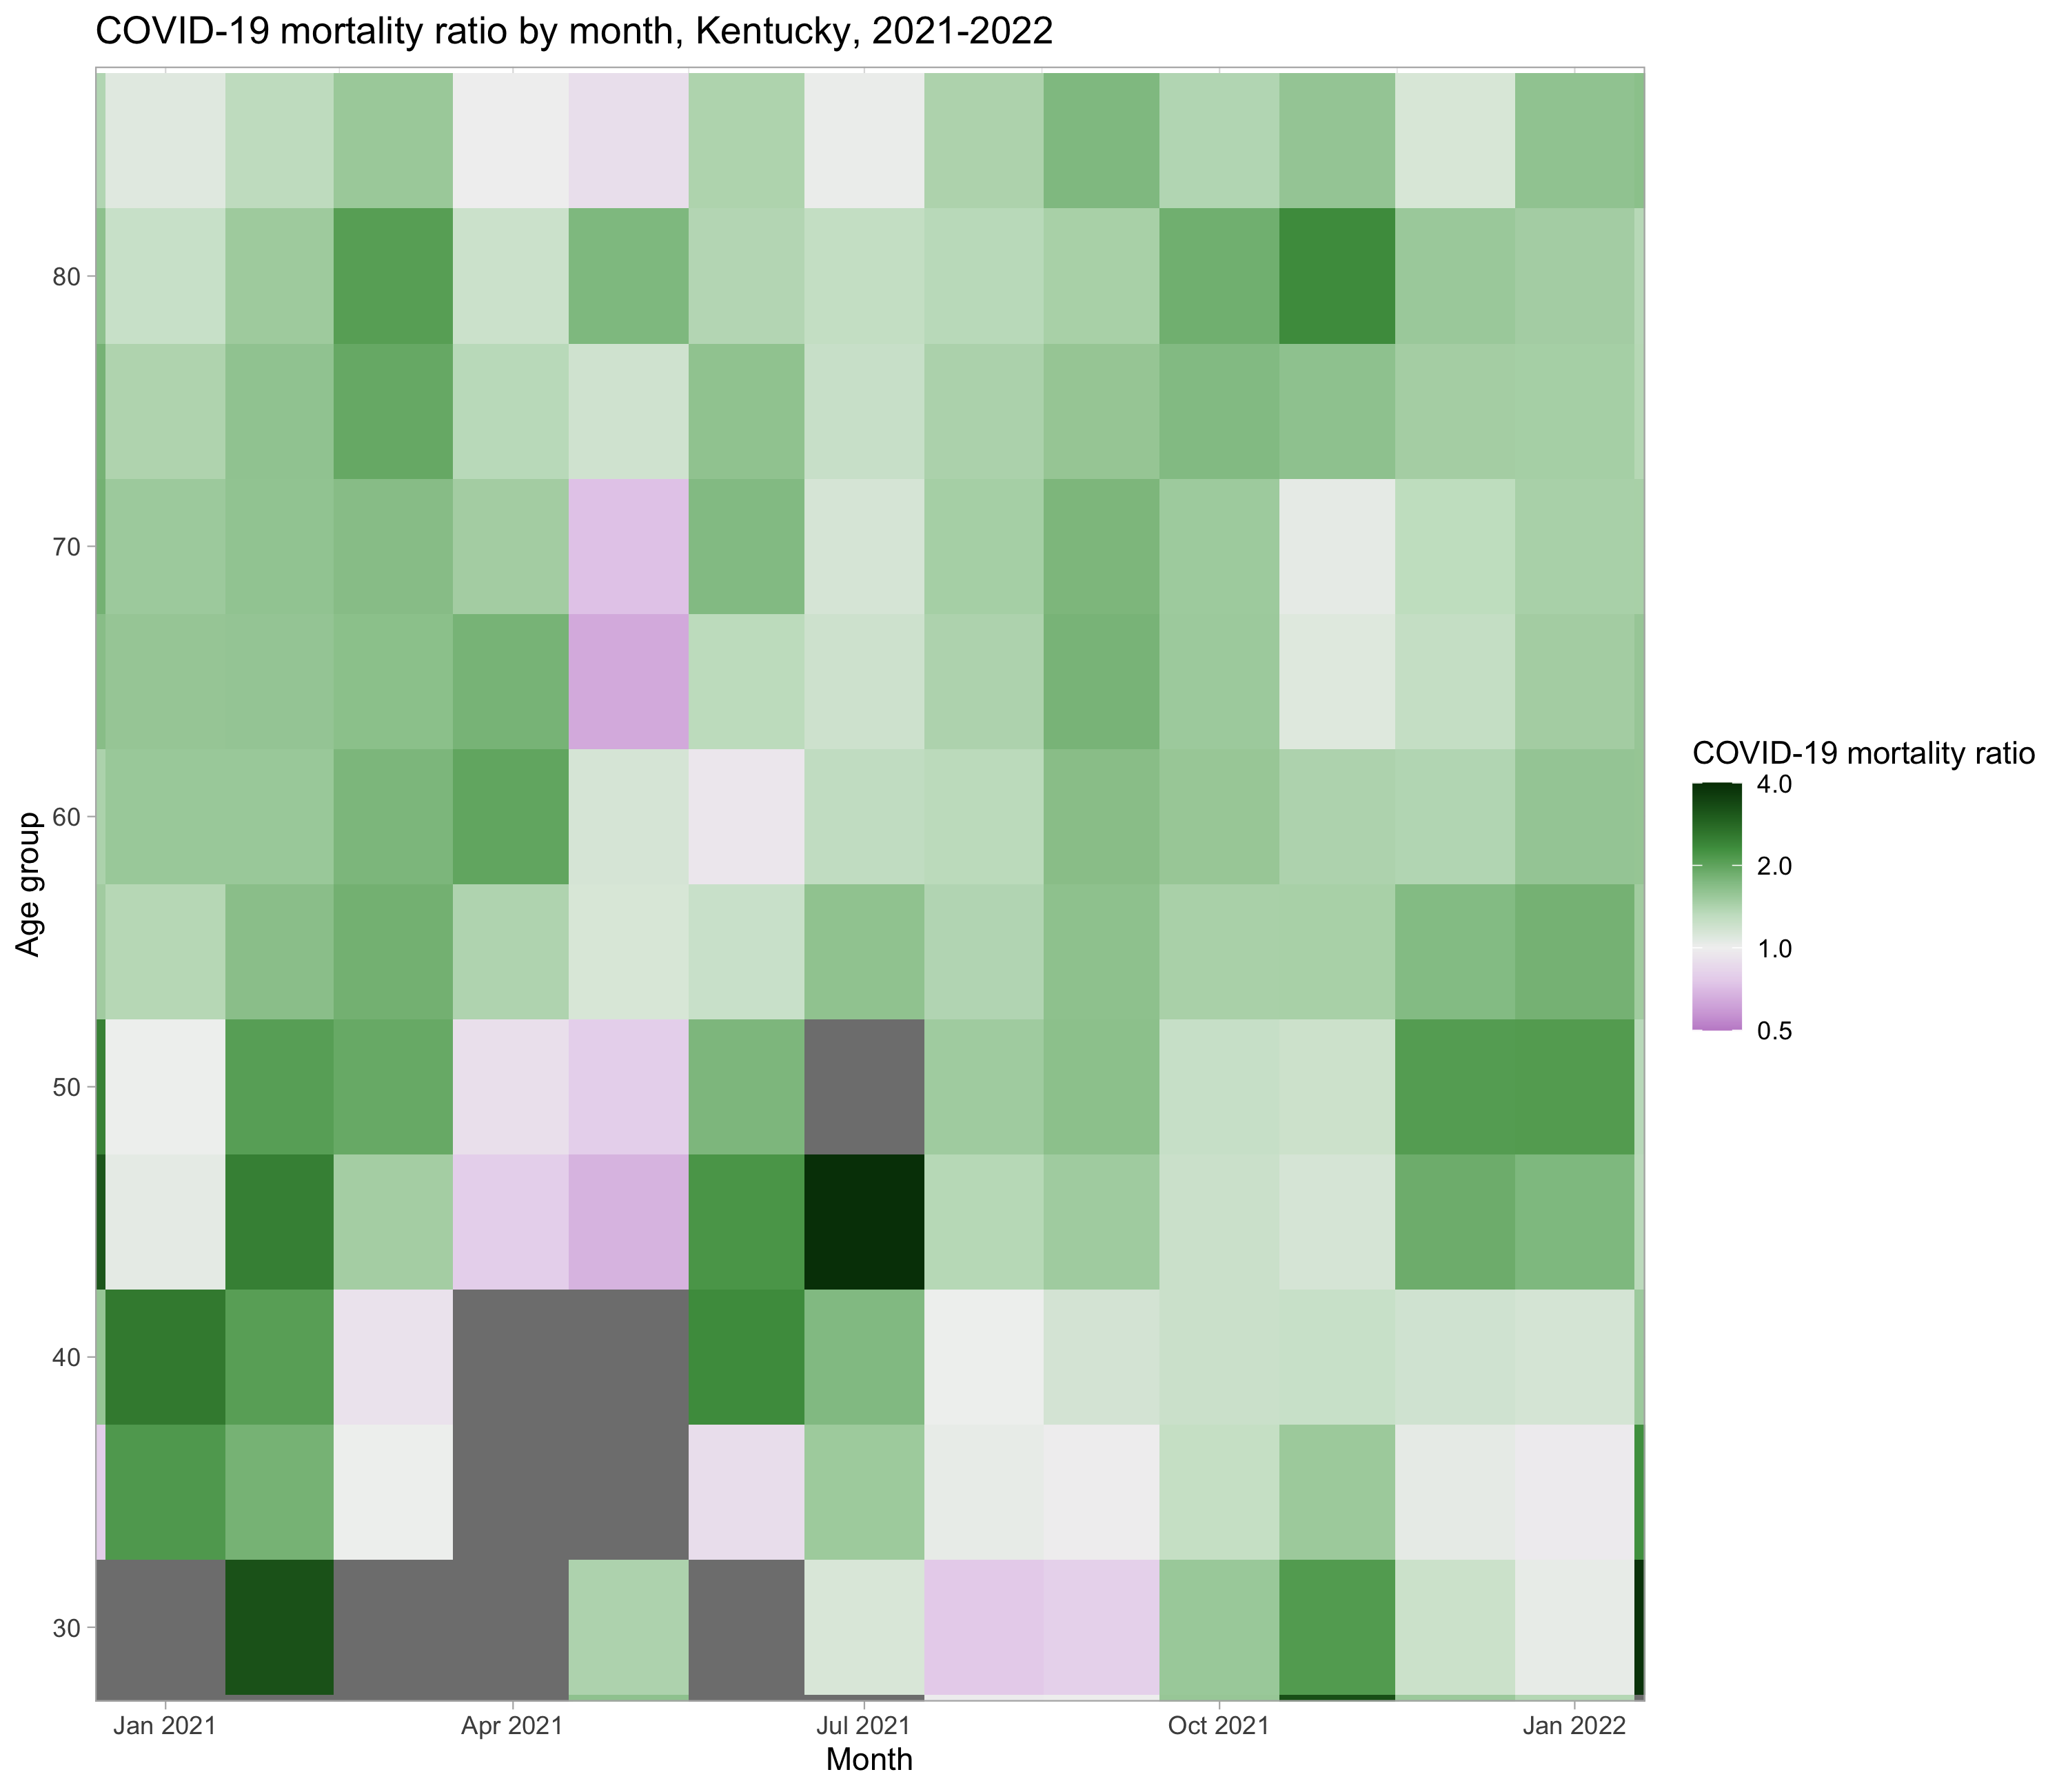 COVID-19 mortality ratio by month, Kentucky, 2021-2022
Age group
80
70
60
50
40
30
Jan 2021
Apr 2021
Jul 2021
Oct 2021
Jan 2022
Month
COVID-19 mortality ratio
4.0
2.0
1.0
0.5